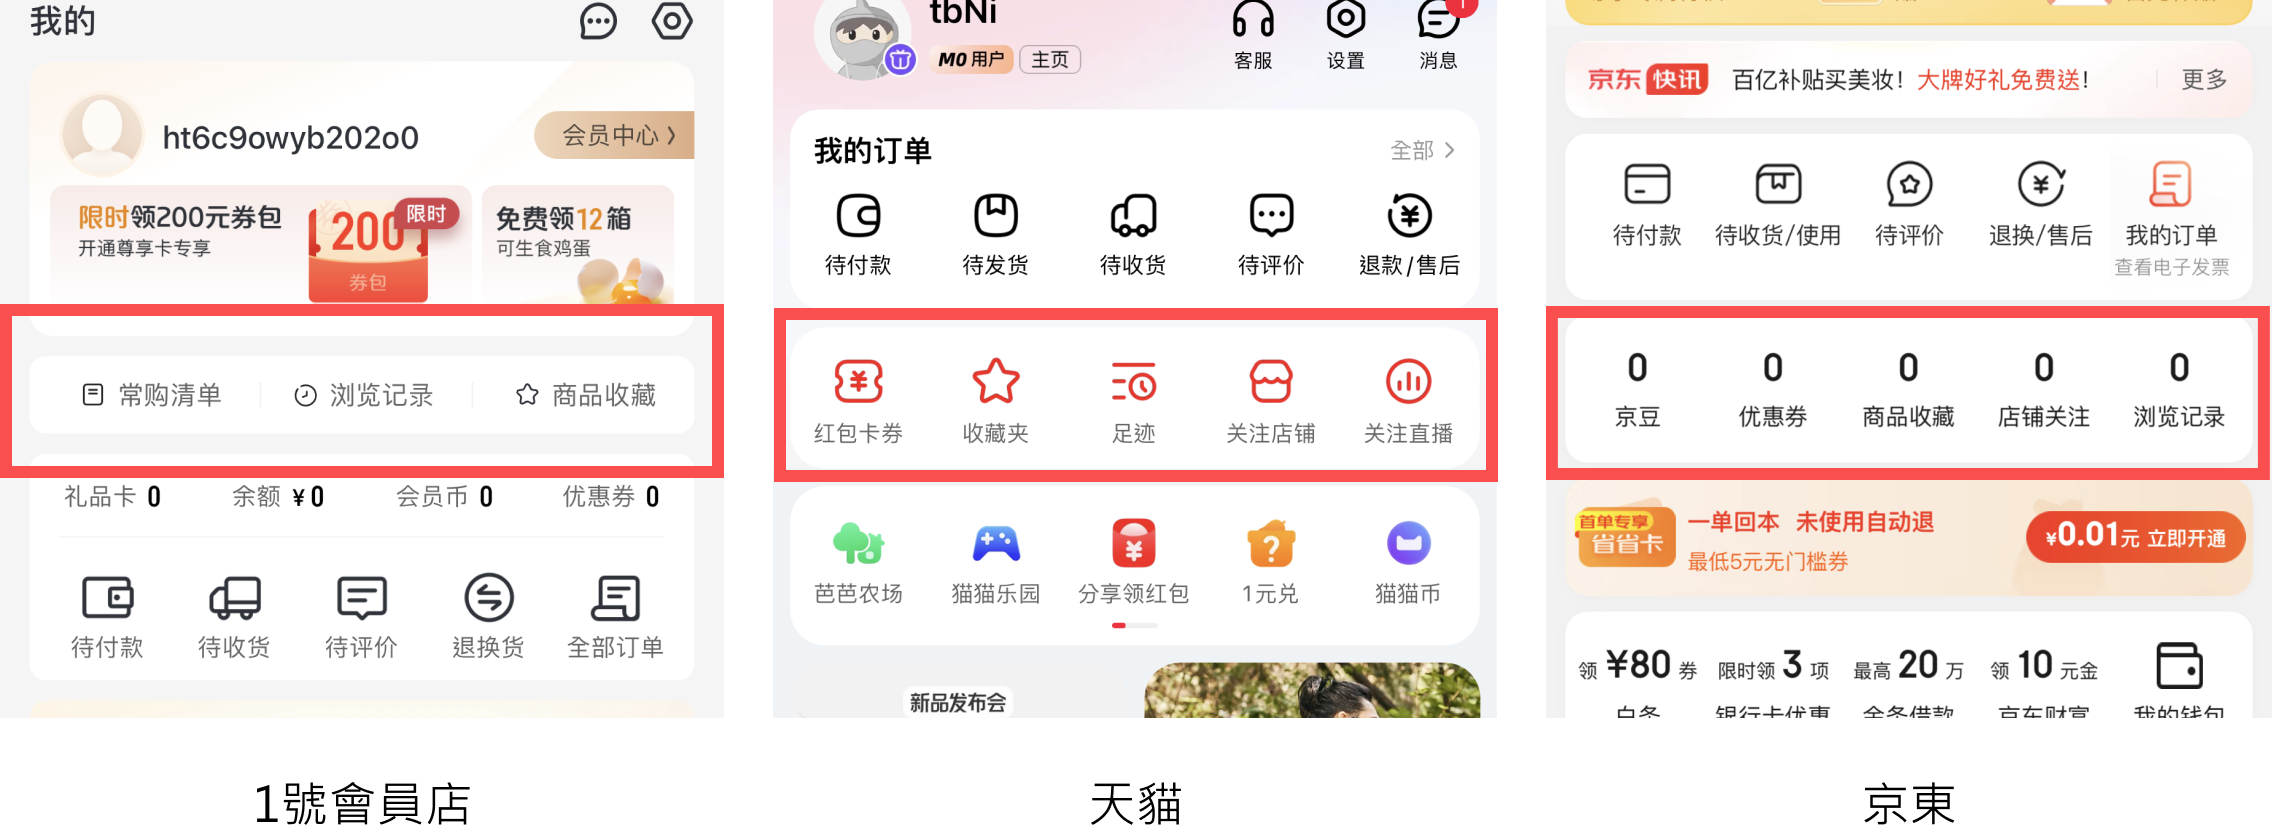 我的
ht6c9owyb202o0
会员中心
限时领200元券包
开通尊享卡专享
200
限时
券包
免费领12箱
可生食鸡蛋
常购清单
浏览记录
商品收藏
礼品卡 0
余额 ¥0
会员币 0
优惠券 0
待付款
待收货
待评价
退换货
全部订单
1號會員店
tbNi
M0 用户
主页
客服
设置
1
消息
我的订单
全部
待付款
待发货
待收货
待评价
退款/售后
红包卡券
收藏夹
足迹
关注店铺
关注直播
芭芭农场
猫猫乐园
分享领红包
1元兑
猫猫币
新品发布会
天貓
京东 快讯
百亿补贴买美妆！大牌好礼免费送！
更多
待付款
待收货/使用
待评价
退换/售后
我的订单
查看电子发票
0
京豆
0
优惠券
0
商品收藏
0
店铺关注
0
浏览记录
首单专享
省省卡
一单回本 未使用自动退
最低5元无门槛券
¥0.01元 立即开通
领 ¥80 券
白条
限时领 3 项
银行卡优惠
最高 20 万
金条借款
领 10 元金
京东财富
我的钱包
京東